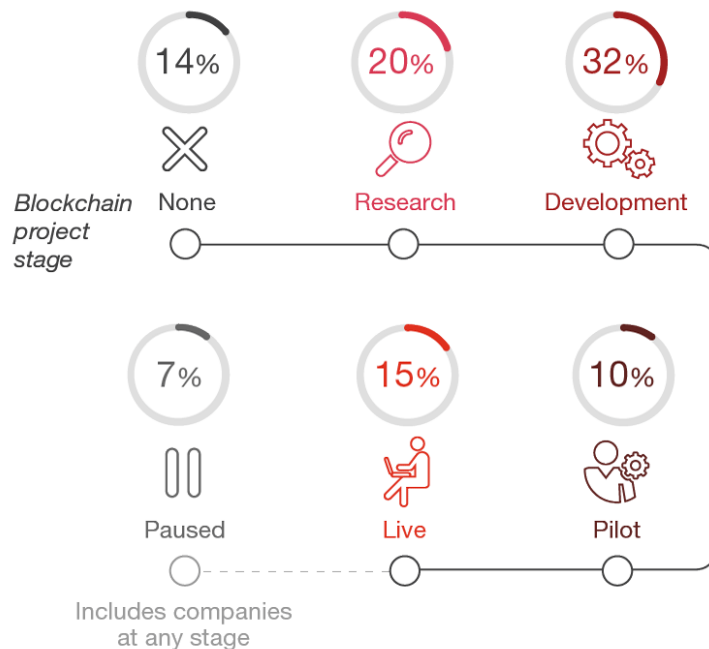 14%
20%
32%
Blockchain
project
stage
None
Research
Development
7%
15%
10%
Paused
Live
Pilot
Includes companies
at any stage